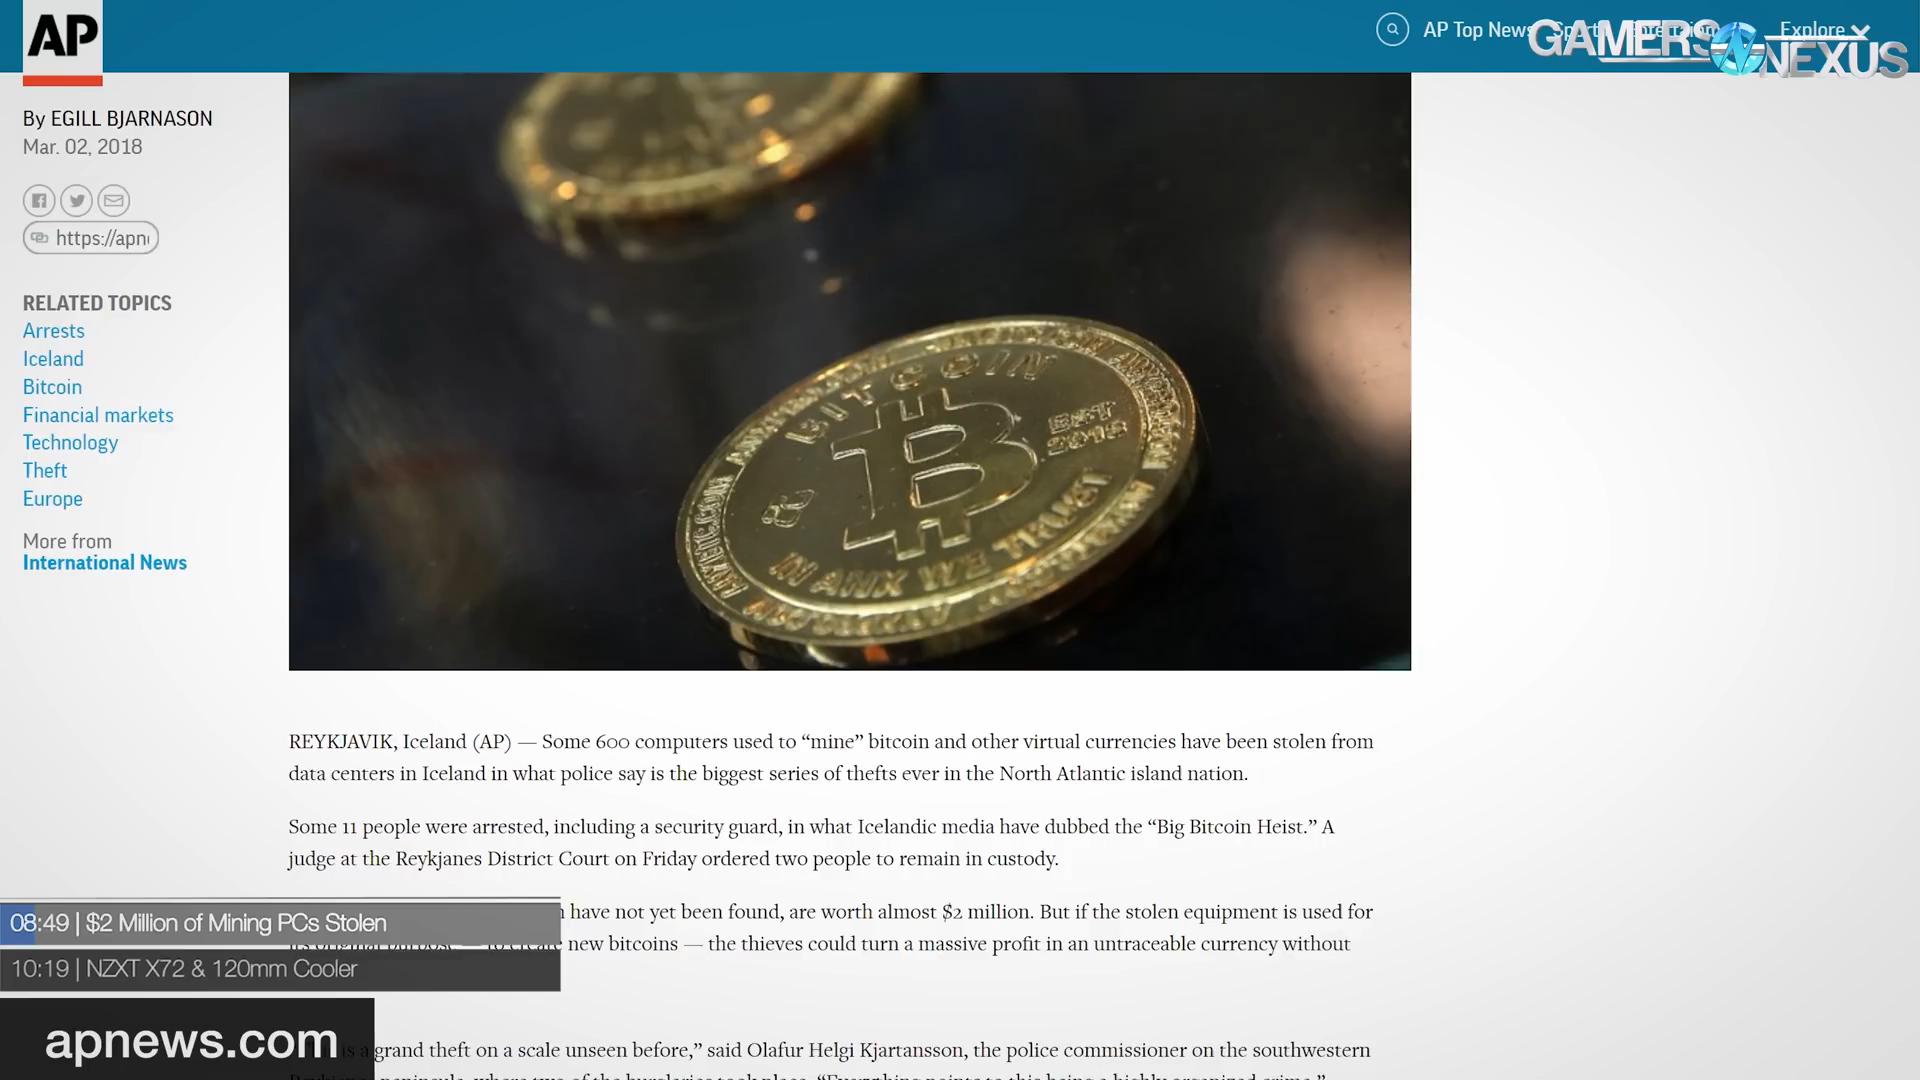 AP
AP Top News
Explore
GAMERS NEXUS
By EGILL BJARNASON
Mar. 02, 2018
https://apn
RELATED TOPICS
Arrests
Iceland
Bitcoin
Financial markets
Technology
Theft
Europe
More from
International News
BITCOIN
B
IN ANX WE TRUST
REYKJAVIK, Iceland (AP) — Some 600 computers used to “mine” bitcoin and other virtual currencies have been stolen from
data centers in Iceland in what police say is the biggest series of thefts ever in the North Atlantic island nation.
Some 11 people were arrested, including a security guard, in what Icelandic media have dubbed the “Big Bitcoin Heist.” A
judge at the Reykjanes District Court on Friday ordered two people to remain in custody.
have not yet been found, are worth almost $2 million. But if the stolen equipment is used for
new bitcoins — the thieves could turn a massive profit in an untraceable currency without
08:49 | $2 Million of Mining PCs Stolen
10:19 | NZXT X72 & 120mm Cooler
apnews.com
is a grand theft on a scale unseen before,” said Olafur Helgi Kjartansson, the police commissioner on the southwestern